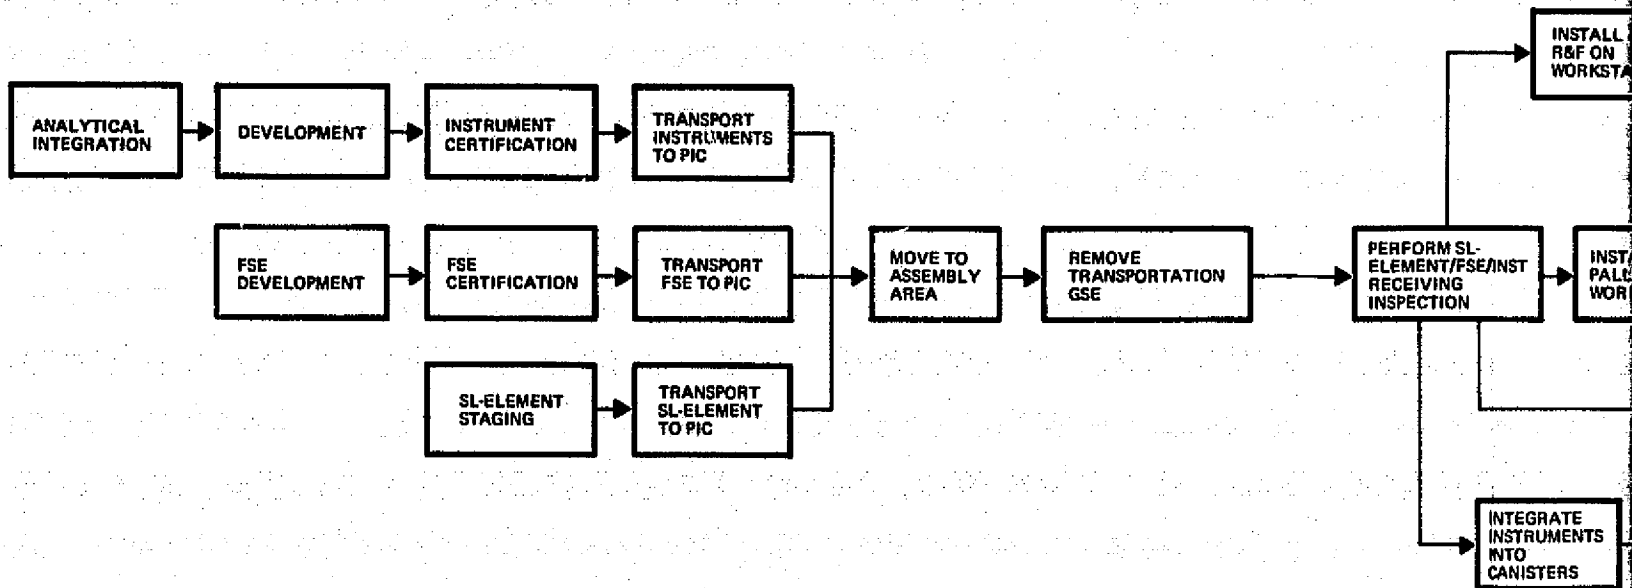 INSTALL
R&F ON
ANALYTICAL
INTEGRATION
DEVELOPMENT
INSTRUMENT
CERTIFICATION
TRANSPORT
INSTRUMENTS
TO PIC
FSE
DEVELOPMENT
FSE
CERTIFICATION
TRANSPORT
FSE TO PIC
MOVE TO
ASSEMBLY
AREA
REMOVE
TRANSPORTATION
GSE
PERFORM SL-
ELEMENT/FSE/INST
RECEIVING
INSPECTION
SL-ELEMENT
STAGING
TRANSPORT
SL-ELEMENT
TO PIC
INTEGRATE
INSTRUMENTS
INTO
CANISTERS